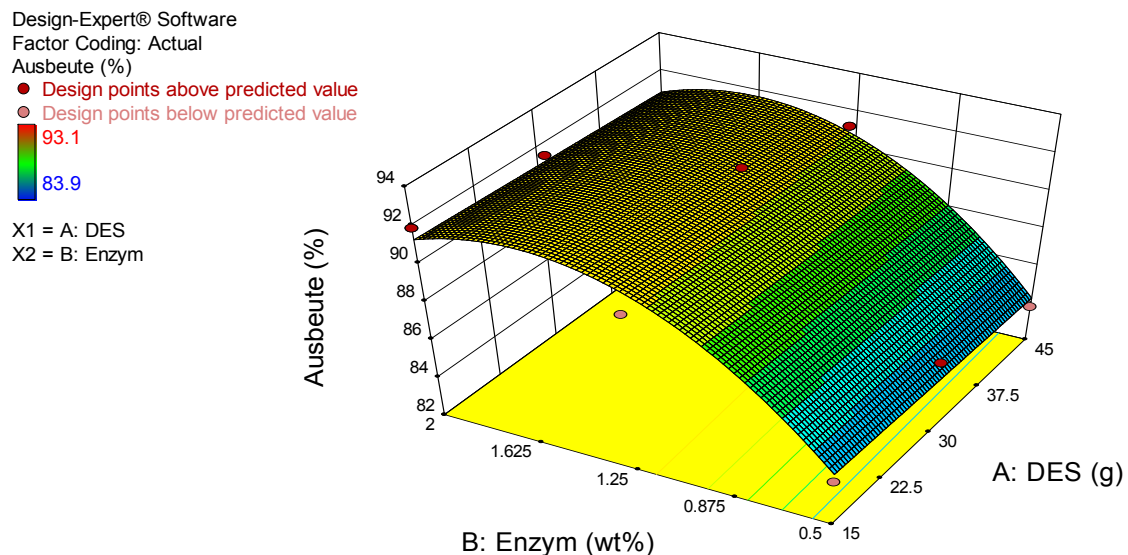 Design-Expert® Software
Factor Coding: Actual
Ausbeute (%)
Design points above predicted value
Design points below predicted value
93.1
83.9
X1 = A: DES
X2 = B: Enzym
94
92
90
88
86
84
82
Ausbeute (%)
2
1.625
1.25
0.875
0.5
B: Enzym (wt%)
15
22.5
30
37.5
45
A: DES (g)